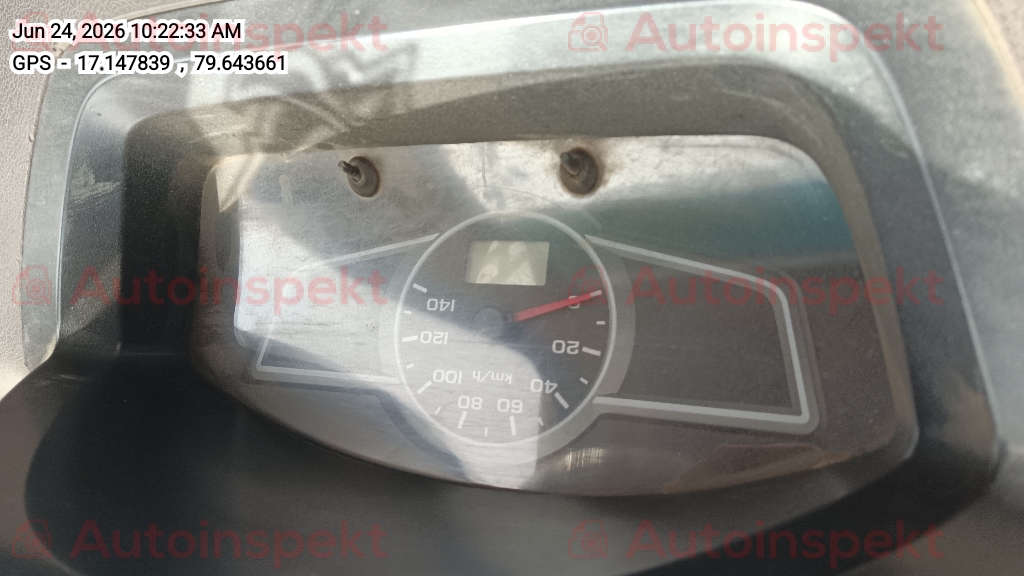 Jun 24, 2026 10:22:33 AM
GPS - 17.147839 , 79.643661
Autoinspekt Autoinspekt
Autoinspekt Autoinspekt
Autoinspekt Autoinspekt
0
20
40
60
80
100
120
140
km/h